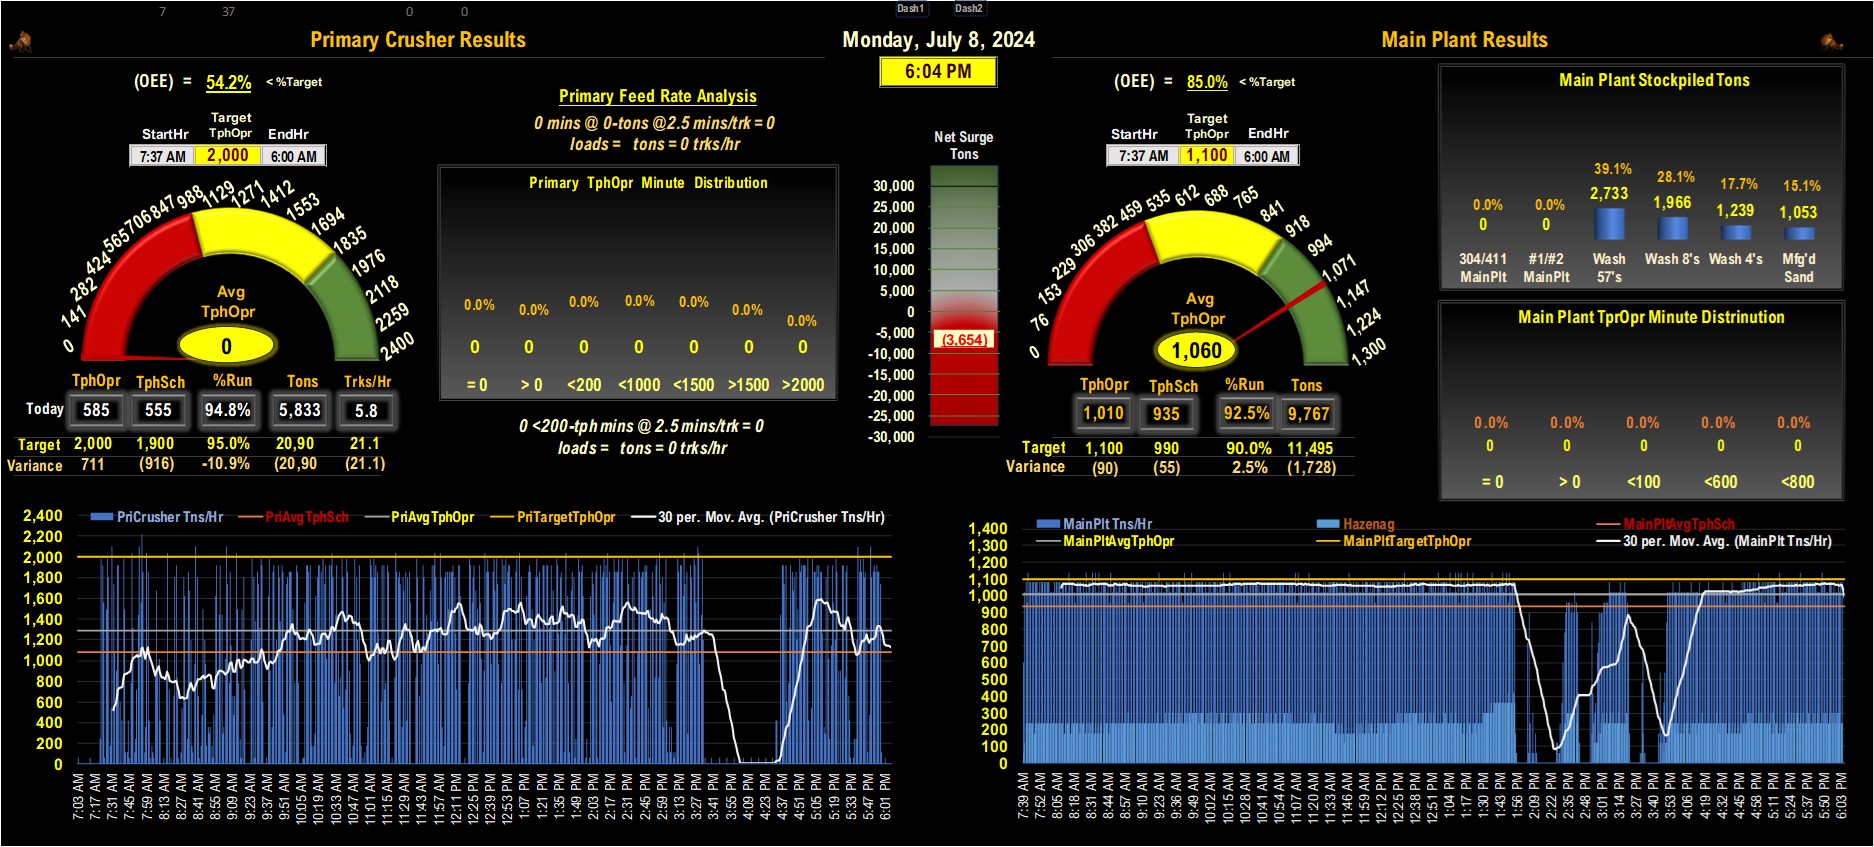 7 37 0 0 Dash1 Dash2
Primary Crusher Results
Monday, July 8, 2024
Main Plant Results
6:04 PM
(OEE) = 54.2% < %Target
Target
StartHr TphOpr EndHr
7:37 AM 2,000 6:00 AM
0 141 282 424 565 706 847 988 1129 1271 1412 1553 1694 1835 1976 2118 2259 2400
Avg
TphOpr
0
TphOpr TphSch %Run Tons Trks/Hr
Today 585 555 94.8% 5,833 5.8
Target 2,000 1,900 95.0% 20,90 21.1
Variance 711 (916) -10.9% (20,90 (21.1)
Primary Feed Rate Analysis
0 mins @ 0-tons @2.5 mins/trk = 0
loads = tons = 0 trks/hr
Primary TphOpr Minute Distribution
0.0% 0.0% 0.0% 0.0% 0.0% 0.0% 0.0%
0 0 0 0 0 0 0
= 0 > 0 <200 <1000 <1500 >1500 >2000
0 <200-tph mins @ 2.5 mins/trk = 0
loads = tons = 0 trks/hr
Net Surge
Tons
30,000
25,000
20,000
15,000
10,000
5,000
0
-5,000
(3,654)
-10,000
-15,000
-20,000
-25,000
-30,000
(OEE) = 85.0% < %Target
Target
StartHr TphOpr EndHr
7:37 AM 1,100 6:00 AM
0 76 153 229 306 382 459 535 612 688 765 841 918 994 1,071 1,147 1,224 1,300
Avg
TphOpr
1,060
TphOpr TphSch %Run Tons
1,010 935 92.5% 9,767
Target 1,100 990 90.0% 11,495
Variance (90) (55) 2.5% (1,728)
Main Plant Stockpiled Tons
0.0% 0.0% 39.1% 28.1% 17.7% 15.1%
0 0 2,733 1,966 1,239 1,053
304/411 #1/#2 Wash Wash 8's Wash 4's Mfg'd
MainPlt MainPlt 57's Sand
Main Plant TprOpr Minute Distrinution
0.0% 0.0% 0.0% 0.0% 0.0%
0 0 0 0 0
= 0 > 0 <100 <600 <800
PriCrusher Tns/Hr PriAvgTphSch PriAvgTphOpr PriTargetTphOpr 30 per. Mov. Avg. (PriCrusher Tns/Hr)
2,400
2,200
2,000
1,800
1,600
1,400
1,200
1,000
800
600
400
200
0
7:03 AM 7:17 AM 7:31 AM 7:45 AM 7:59 AM 8:13 AM 8:27 AM 8:41 AM 8:55 AM 9:09 AM 9:23 AM 9:37 AM 9:51 AM 10:05 AM 10:19 AM 10:33 AM 10:47 AM 11:01 AM 11:15 AM 11:29 AM 11:43 AM 11:57 AM 12:11 PM 12:25 PM 12:39 PM 12:53 PM 1:07 PM 1:21 PM 1:35 PM 1:49 PM 2:03 PM 2:17 PM 2:31 PM 2:45 PM 2:59 PM 3:13 PM 3:27 PM 3:41 PM 3:55 PM 4:09 PM 4:23 PM 4:37 PM 4:51 PM 5:05 PM 5:19 PM 5:33 PM 5:47 PM 6:01 PM
MainPlt Tns/Hr Hazenag MainPltAvgTphSch
MainPltAvgTphOpr MainPltTargetTphOpr 30 per. Mov. Avg. (MainPlt Tns/Hr)
1,400
1,300
1,200
1,100
1,000
900
800
700
600
500
400
300
200
100
0
7:39 AM 7:52 AM 8:05 AM 8:18 AM 8:31 AM 8:44 AM 8:57 AM 9:10 AM 9:23 AM 9:36 AM 9:49 AM 10:02 AM 10:15 AM 10:28 AM 10:41 AM 10:54 AM 11:07 AM 11:20 AM 11:33 AM 11:46 AM 11:59 AM 12:12 PM 12:25 PM 12:38 PM 12:51 PM 1:04 PM 1:17 PM 1:30 PM 1:43 PM 1:56 PM 2:09 PM 2:22 PM 2:35 PM 2:48 PM 3:01 PM 3:14 PM 3:27 PM 3:40 PM 3:53 PM 4:06 PM 4:19 PM 4:32 PM 4:45 PM 4:58 PM 5:11 PM 5:24 PM 5:37 PM 5:50 PM 6:03 PM